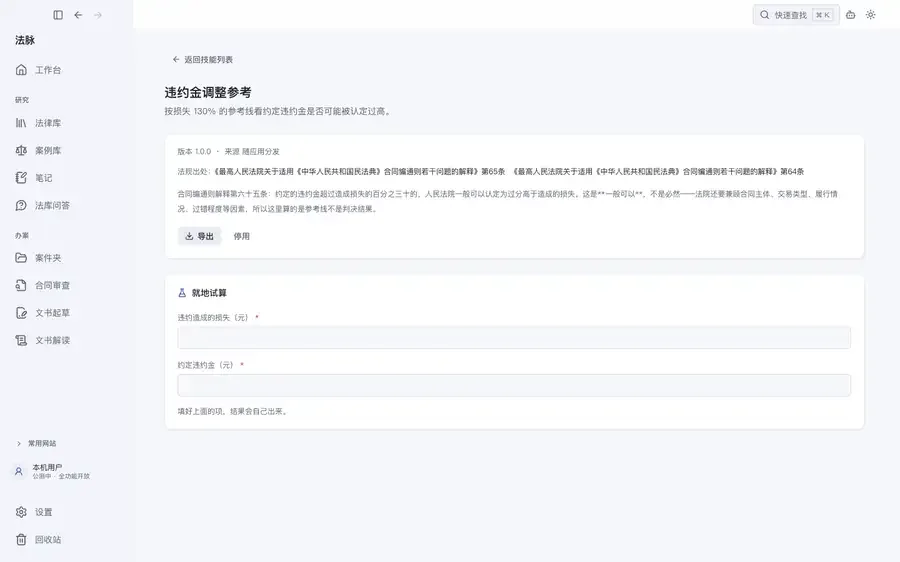 快速查找 ⌘ K
法脉
工作台
研究
法律库
案例库
笔记
法库问答
办案
案件夹
合同审查
文书起草
文书解读
常用网站
本机用户
公测中 · 全功能开放
设置
回收站
返回技能列表
违约金调整参考
按损失 130% 的参考线看约定违约金是否可能被认定过高。
版本 1.0.0 · 来源 随应用分发
法规出处:《最高人民法院关于适用《中华人民共和国民法典》合同编通则若干问题的解释》第65条 《最高人民法院关于适用《中华人民共和国民法典》合同编通则若干问题的解释》第64条
合同编通则解释第六十五条：约定的违约金超过造成损失的百分之三十的，人民法院一般可以认定为过分高于造成的损失。这是**一般可以**，不是必然——法院还要兼顾合同主体、交易类型、履行情
况、过错程度等因素，所以这里算的是参考线不是判决结果。
导出 停用
就地试算
违约造成的损失（元） *
约定违约金（元） *
填好上面的项，结果会自己出来。